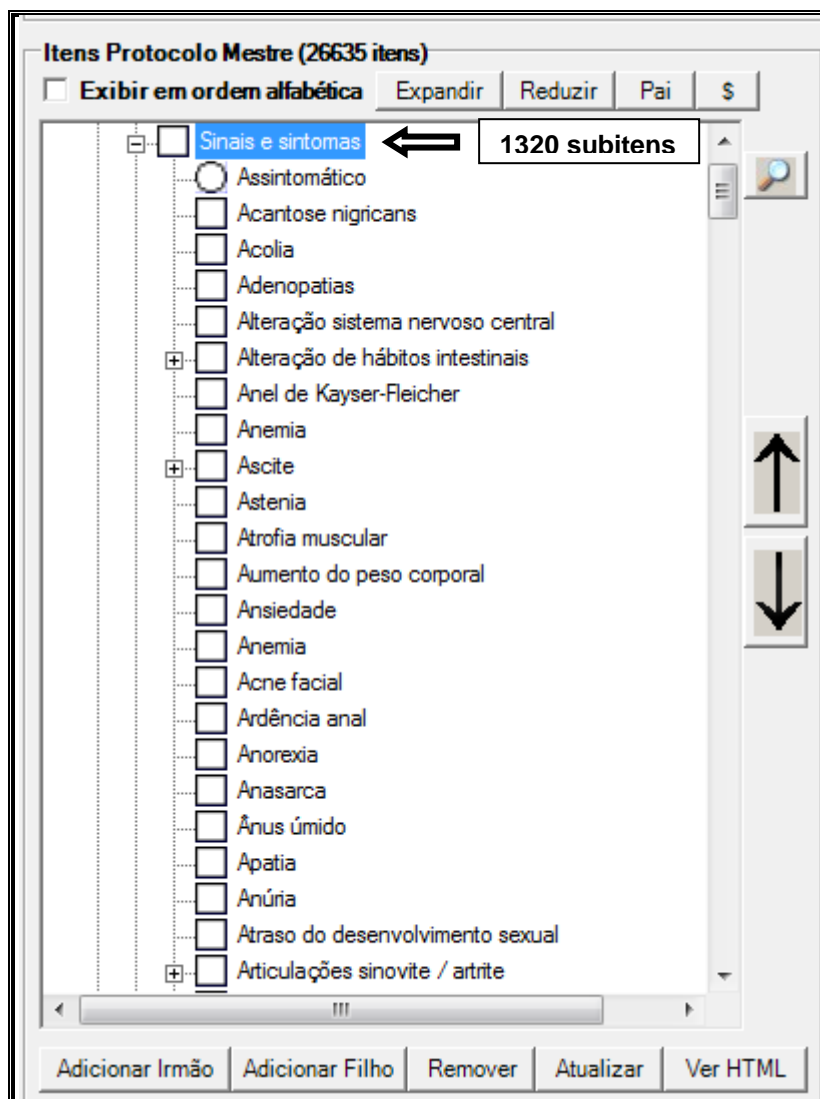 Itens Protocolo Mestre (26635 itens)
Exibir em ordem alfabética Expandir Reduzir Pai $
Sinais e sintomas 1320 subitens
Assintomático
Acantose nigricans
Acolia
Adenopatias
Alteração sistema nervoso central
Alteração de hábitos intestinais
Anel de Kayser-Fleicher
Anemia
Ascite
Astenia
Atrofia muscular
Aumento do peso corporal
Ansiedade
Anemia
Acne facial
Ardência anal
Anorexia
Anasarca
Ânus úmido
Apatia
Anúria
Atraso do desenvolvimento sexual
Articulações sinovite / artrite
Adicionar Irmão Adicionar Filho Remover Atualizar Ver HTML